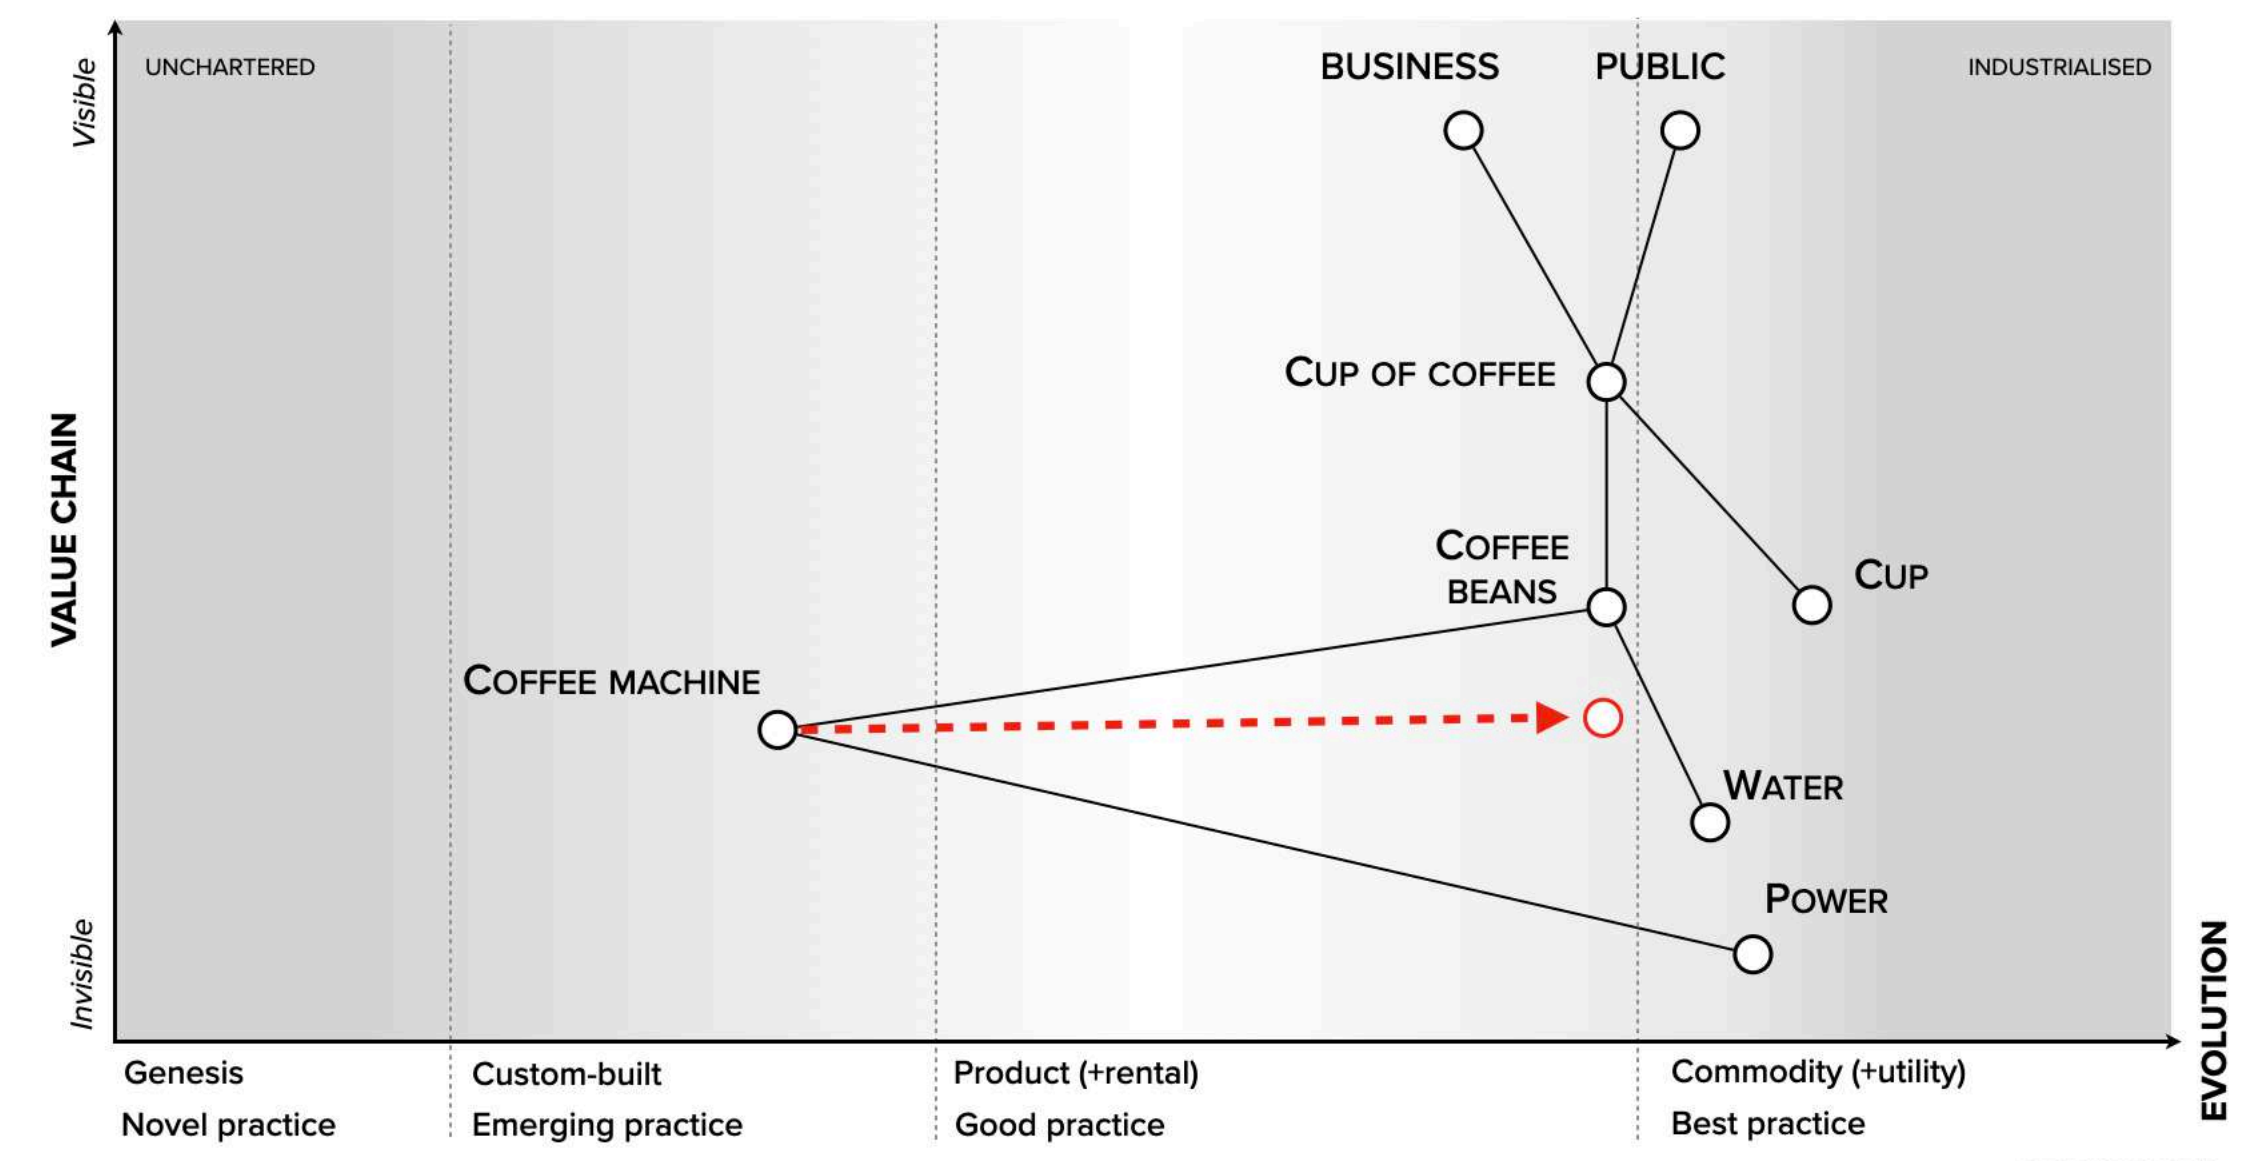 UNCHARTERED
BUSINESS
PUBLIC
INDUSTRIALISED
Visible
VALUE CHAIN
Invisible
CUP OF COFFEE
COFFEE
BEANS
CUP
COFFEE MACHINE
WATER
POWER
EVOLUTION
Genesis
Custom-built
Product (+rental)
Commodity (+utility)
Novel practice
Emerging practice
Good practice
Best practice